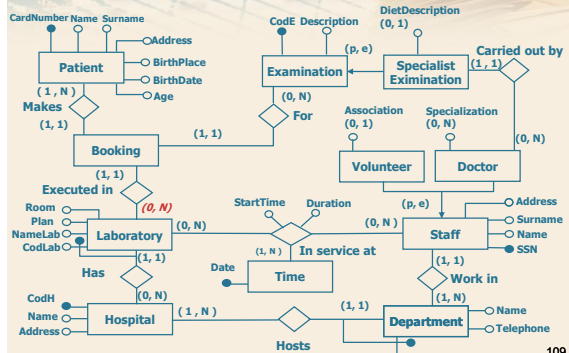 CardNumber Name Surname
Address
BirthPlace
BirthDate
Age
Patient
(1 , N)
Makes
(1, 1)
Booking
(1, 1)
(1, 1)
Executed in
(0, N)
CodE Description
Examination
(p, e)
(0, N)
For
DietDescription
(0, 1)
Specialist
Eximination
(1, 1)
Carried out by
(0, N)
Association
(0, 1)
Volunteer
Specialization
(0, N)
Doctor
(p, e)
Address
Surname
Name
SSN
Staff
(0, N)
(1, 1)
Work in
(1, N)
Room
Plan
NameLab
CodLab
Laboratory
(0, N)
(1, 1)
Has
(0, N)
StartTime
Duration
In service at
(1, N)
Date
Time
CodH
Name
Address
Hospital
(1 , N)
Hosts
(1, 1)
Department
Name
Telephone
109